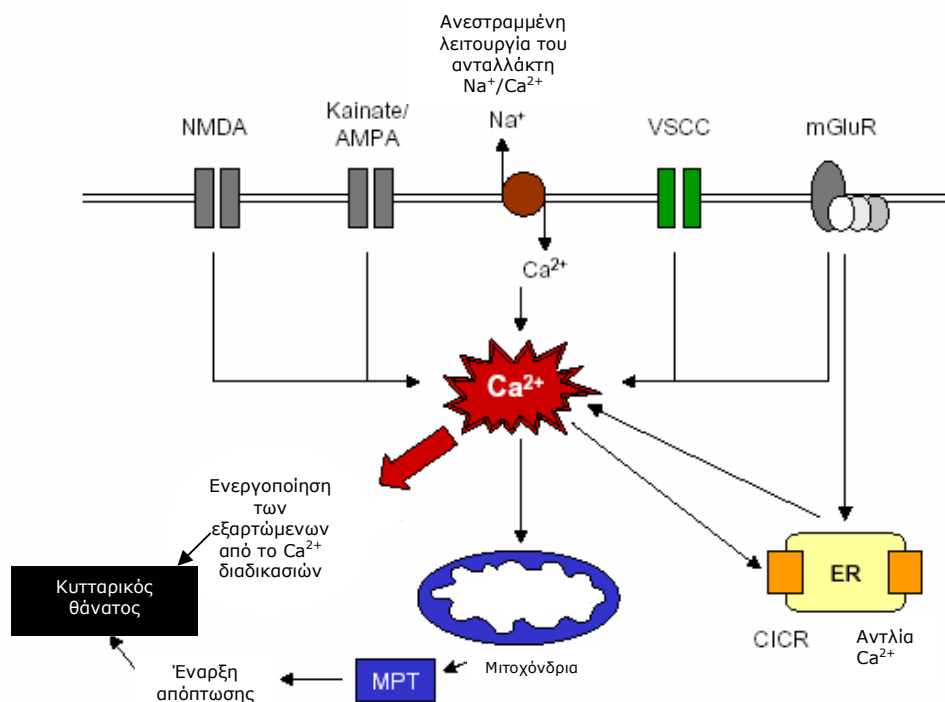 Ανεστραμμένη
λειτουργία του
ανταλλάκτη
Na⁺/Ca²⁺
NMDA
Kainate/
AMPA
Na⁺
VSCC
mGluR
Ca²⁺
Ca²⁺
Ενεργοποίηση
των
εξαρτώμενων
από το Ca²⁺
διαδικασιών
Κυτταρικός
θάνατος
ER
CICR
Αντλία
Ca²⁺
Μιτοχόνδρια
MPT
Έναρξη
απόπτωσης